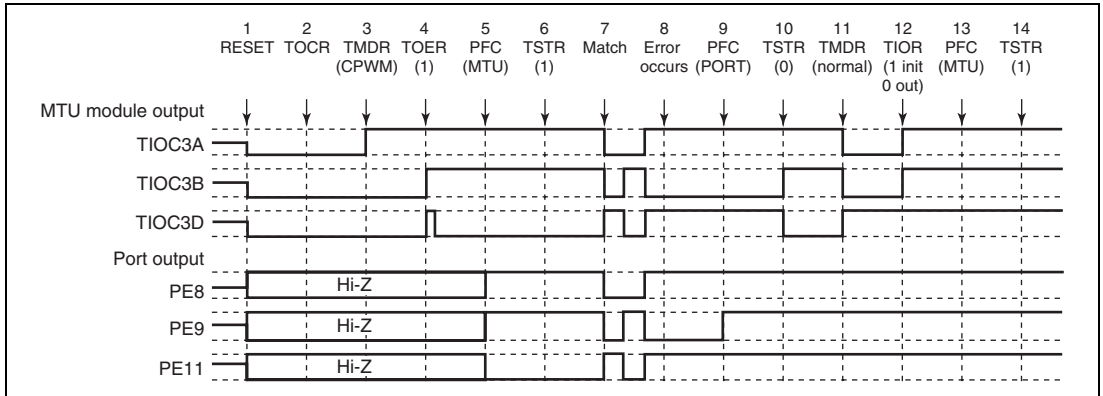 1 2 3 4 5 6 7 8 9 10 11 12 13 14
RESET TOCR TMDR TOER PFC TSTR Match Error PFC TSTR TMDR TIOR PFC TSTR
(CPWM) (1) (MTU) (1) occurs (PORT) (0) (normal) (1 init (MTU) (1)
0 out)
MTU module output
TIOC3A
TIOC3B
TIOC3D
Port output
PE8 Hi-Z
PE9 Hi-Z
PE11 Hi-Z